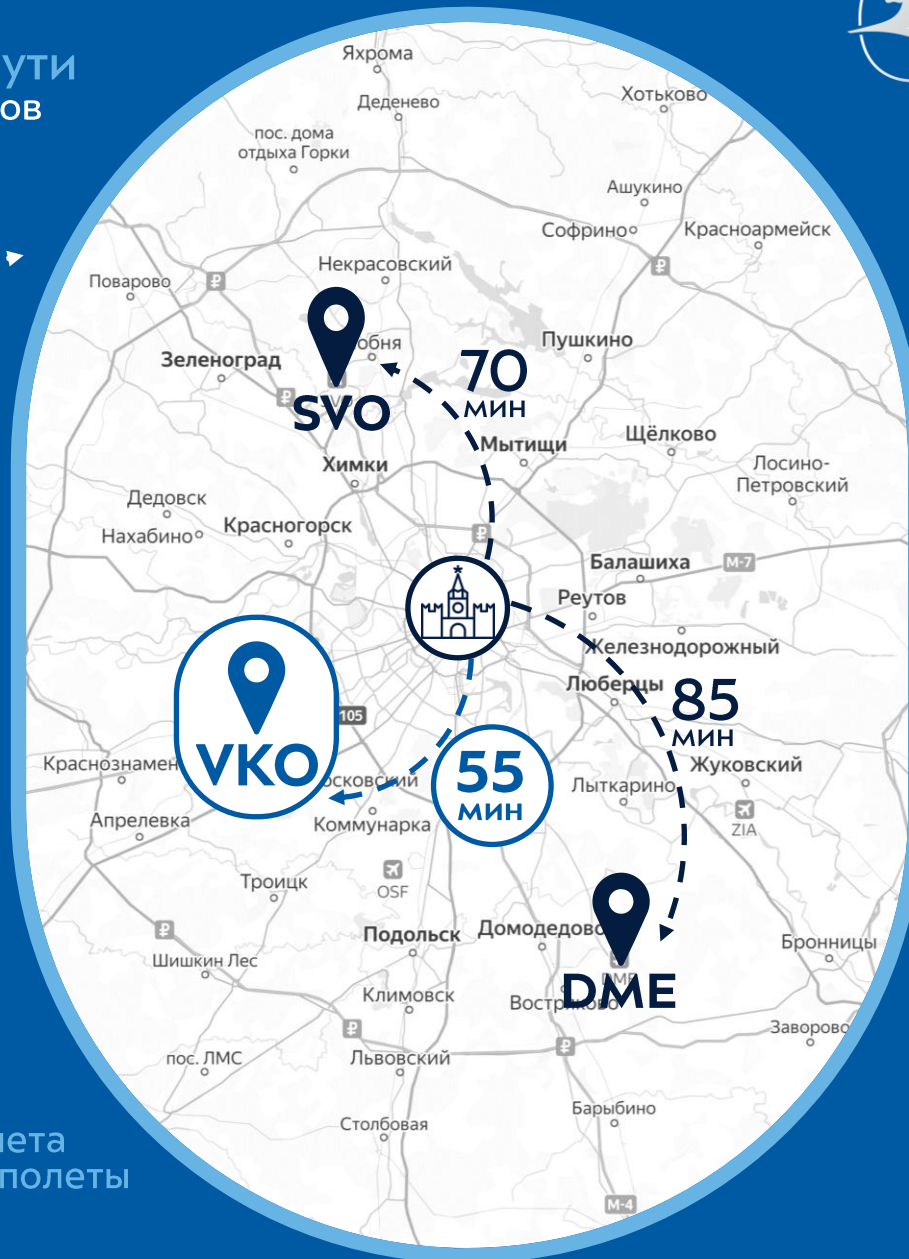 ути
ов
Яхрома
Деденево
Хотьково
пос. дома
отдыха Горки
Ашукино
Софрино
Красноармейск
Некрасовский
Поварово
обня
Пушкино
Зеленоград
70
мин
SVO
Мытищи
Щёлково
Химки
Лосино-
Петровский
Дедовск
Нахабино
Красногорск
Балашиха
М-7
Реутов
Железнодорожный
Люберцы
85
мин
105
VKO
Краснознамен
осковский
55
мин
Жуковский
Лыткарино
ZIA
Апрелевка
Коммунарка
Троицк
OSF
Подольск
Домодедово
Бронницы
Шишкин Лес
DME
Климовск
Востряково
Заворово
пос. ЛМС
Львовский
Столбовая
Барыбино
М-4
лета
полеты